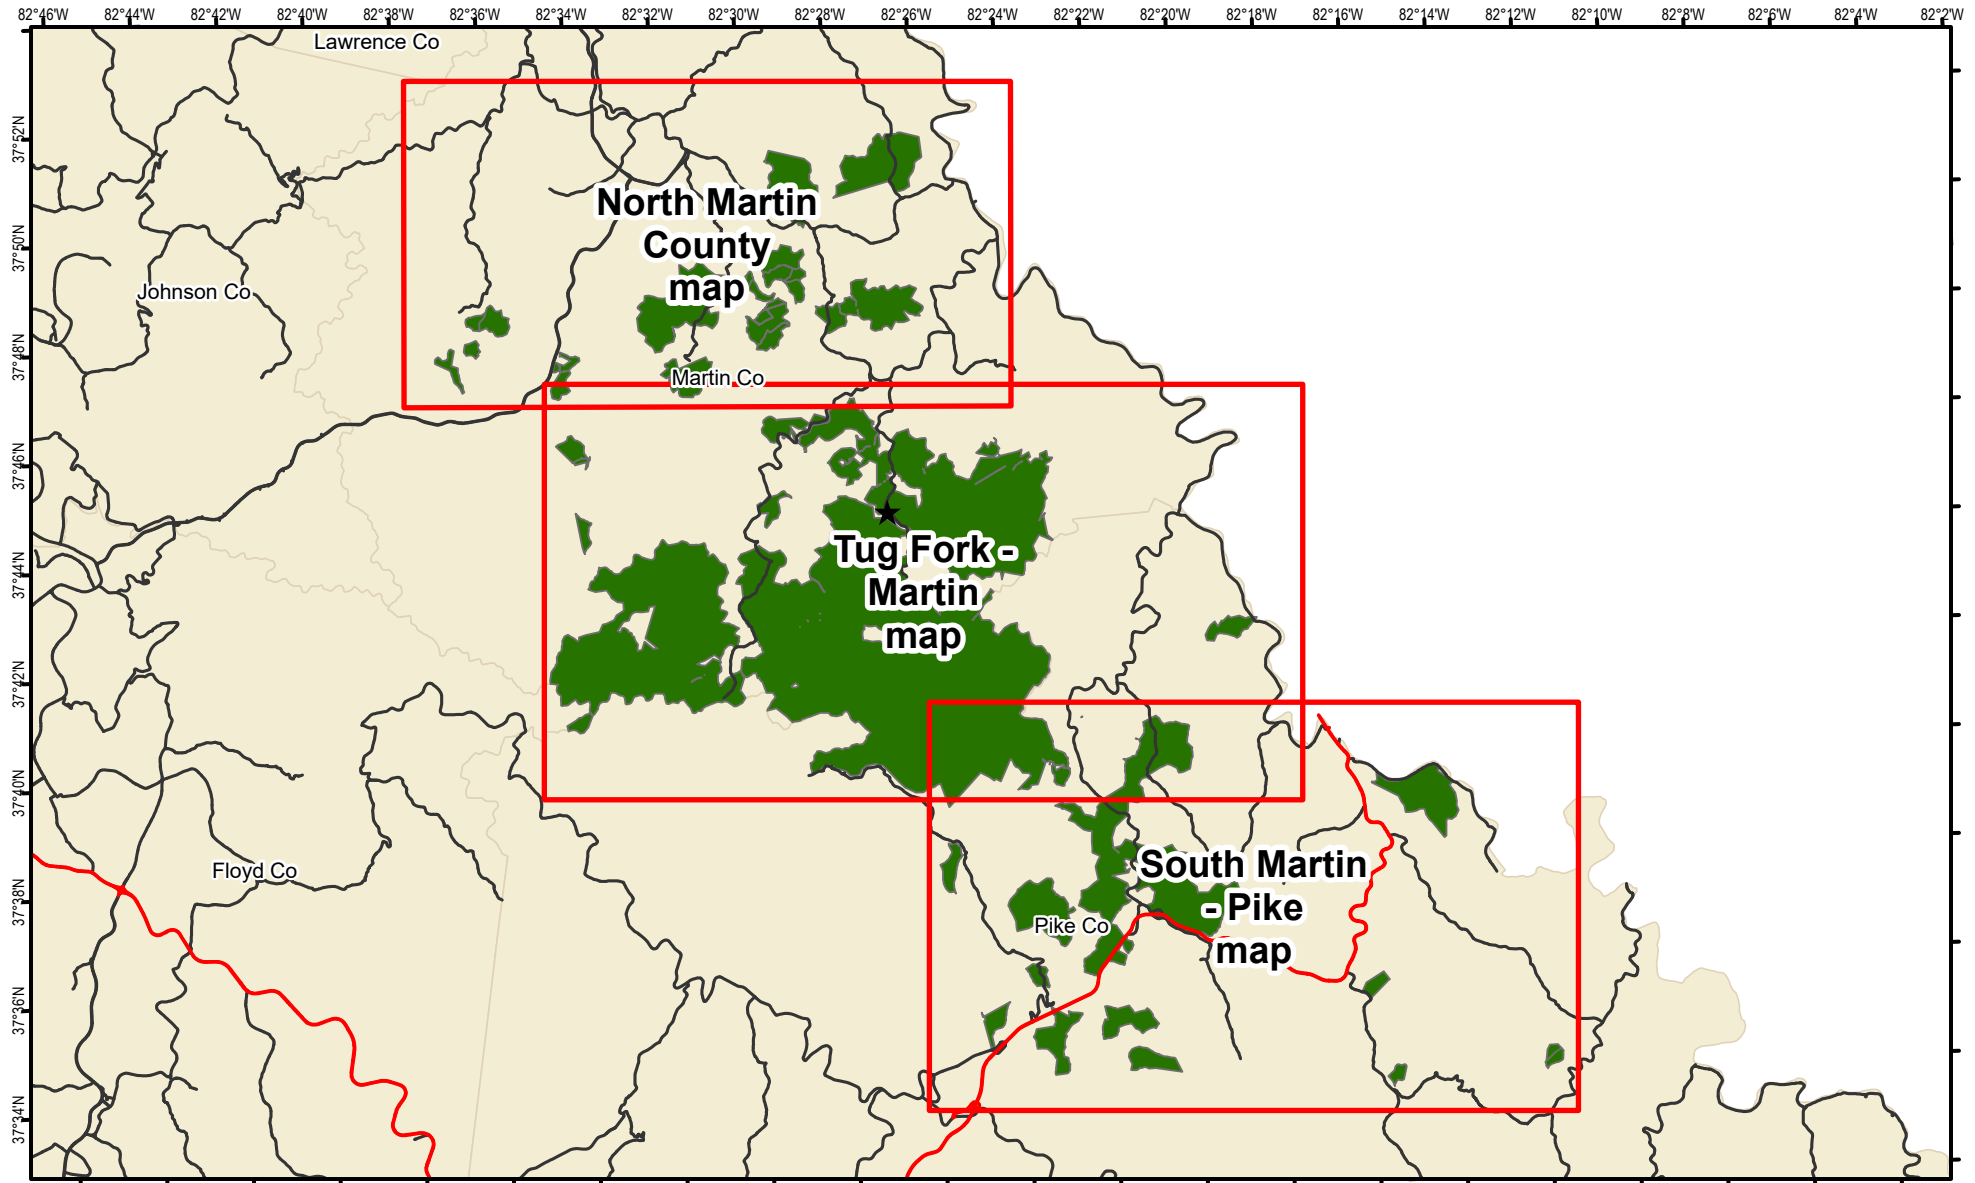 82°46'W 82°44'W 82°40'W 82°38'W 82°36'W 82°34'W 82°32'W 82°30'W 82°28'W 82°26'W 82°24'W 82°22'W 82°20'W 82°18'W 82°16'W 82°14'W 82°12'W 82°10'W 82°8'W 82°6'W 82°4'W 82°2'W
Lawrence Co
37°52'N
North Martin
County
map
37°50'N
Johnson Co
37°48'N
Martin Co
37°46'N
Tug Fork -
Martin
map
37°44'N
37°42'N
37°40'N
Floyd Co
South Martin
- Pike
map
37°38'N
Pike Co
37°36'N
37°34'N